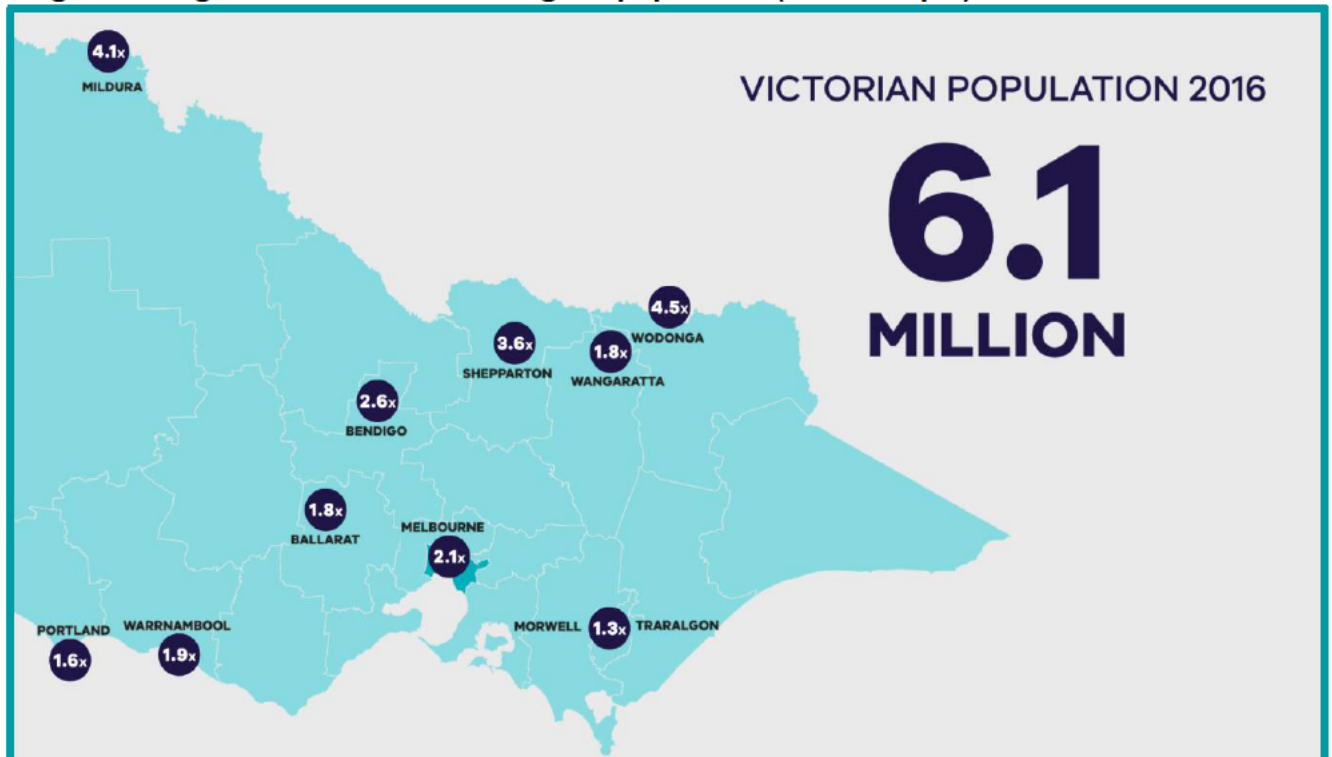 4.1x
MILDURA
VICTORIAN POPULATION 2016
6.1
MILLION
4.5x
WODONGA
3.6x
SHEPPARTON
1.8x
WANGARATTA
2.6x
BENDIGO
1.8x
BALLARAT
MELBOURNE
2.1x
PORTLAND
1.6x
WARRNAMBOOL
1.9x
MORWELL 1.3x TRARALGON